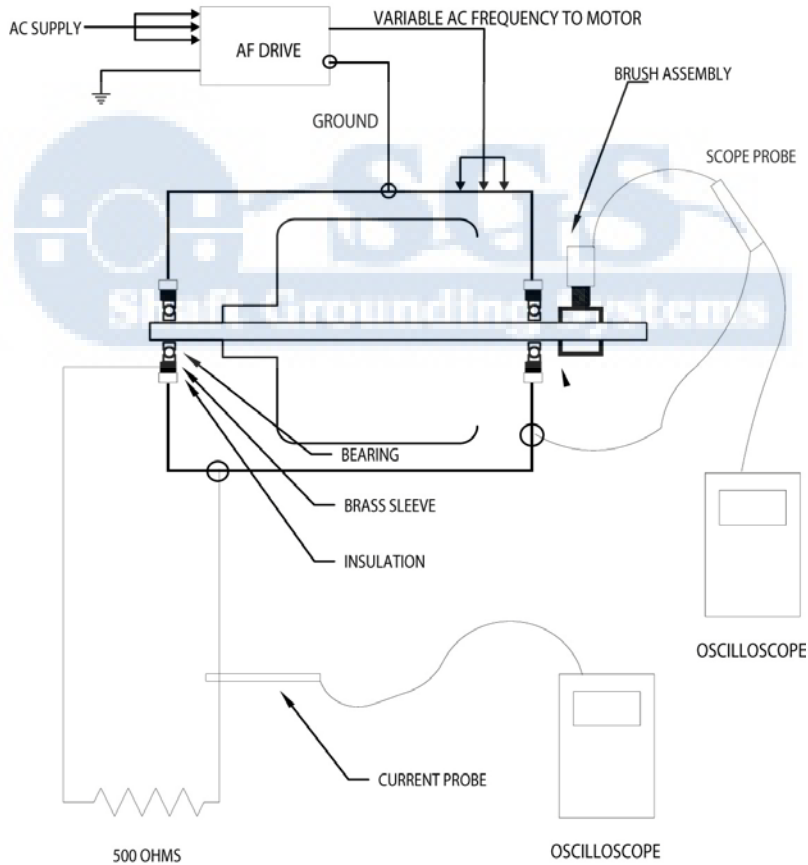 AC SUPPLY
AF DRIVE
VARIABLE AC FREQUENCY TO MOTOR
BRUSH ASSEMBLY
GROUND
SCOPE PROBE
SGS
Shaft Grounding Systems
BEARING
BRASS SLEEVE
INSULATION
OSCILLOSCOPE
CURRENT PROBE
500 OHMS
OSCILLOSCOPE